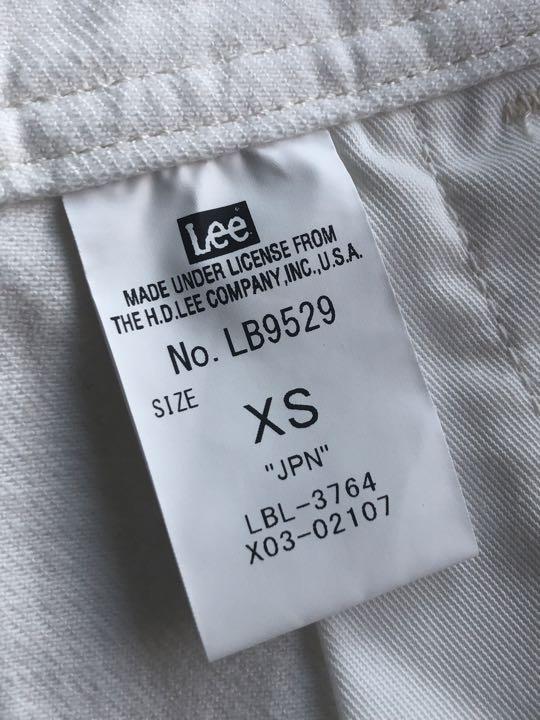 Lee
MADE UNDER LICENSE FROM
THE H.D.LEE COMPANY,INC.,U.S.A.
No. LB9529
SIZE
XS
"JPN"
LBL-3764
X03-02107